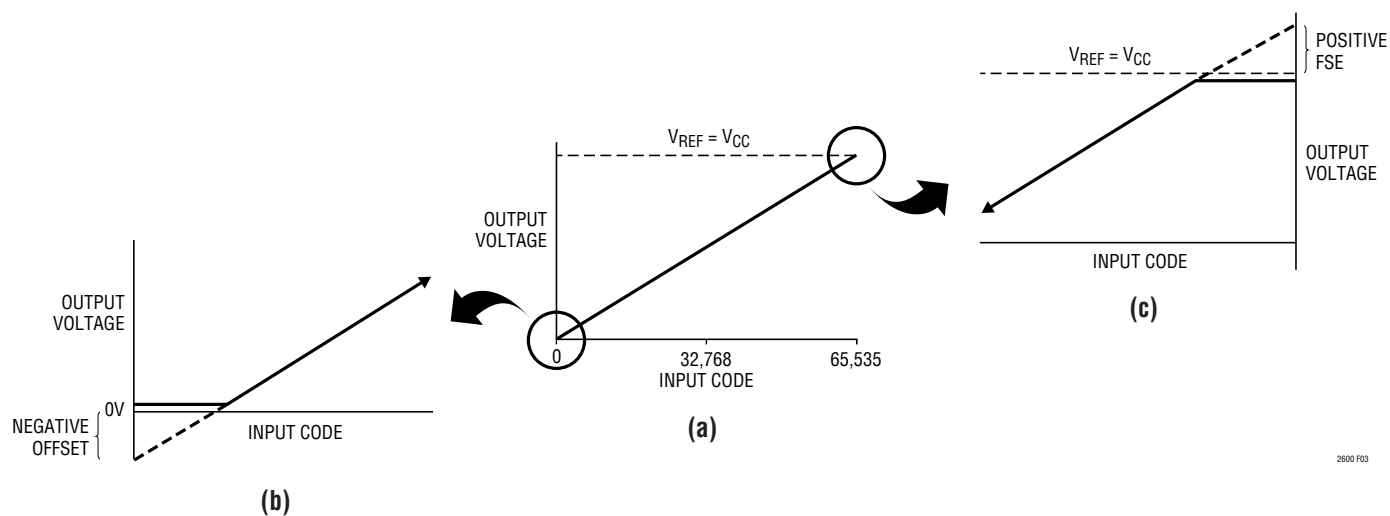 OUTPUT
VOLTAGE
0V
NEGATIVE
OFFSET
INPUT CODE
(b)
VREF = VCC
OUTPUT
VOLTAGE
0
32,768
65,535
INPUT CODE
(a)
VREF = VCC
POSITIVE
FSE
OUTPUT
VOLTAGE
INPUT CODE
(c)
2600 F03